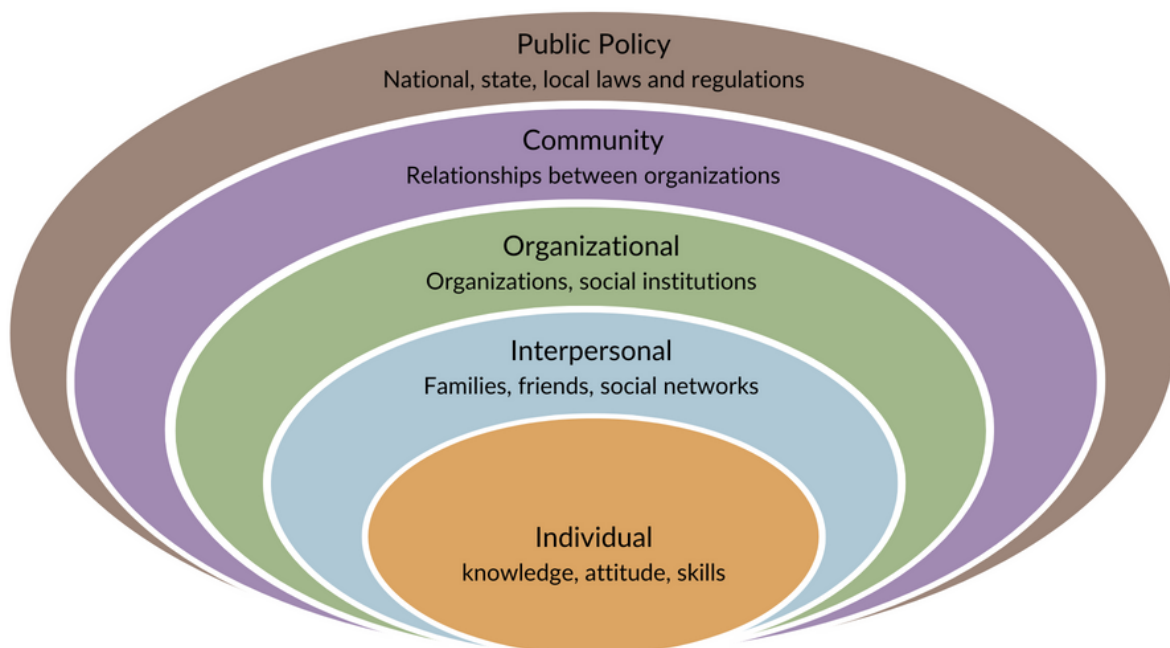 Public Policy
National, state, local laws and regulations
Community
Relationships between organizations
Organizational
Organizations, social institutions
Interpersonal
Families, friends, social networks
Individual
knowledge, attitude, skills